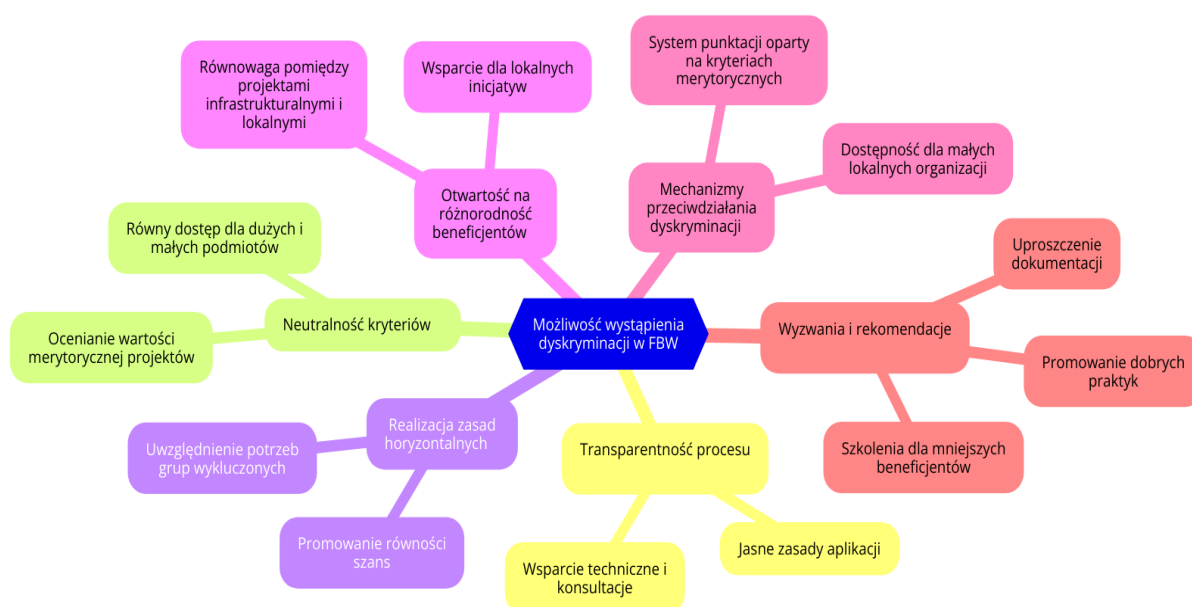 System punktacji oparty
na kryteriach
merytorycznych
Równowaga pomiędzy
projektami
infrastrukturalnymi i
lokalnymi
Wsparcie dla lokalnych
inicjatyw
Dostępność dla małych
lokalnych organizacji
Otwartość na
różnorodność
beneficjentów
Mechanizmy
przeciwdziałania
dyskryminacji
Równy dostęp dla dużych i
małych podmiotów
Uproszczenie
dokumentacji
Neutralność kryteriów
Możliwość wystąpienia
dyskryminacji w FBW
Wyzwania i rekomendacje
Ocenianie wartości
merytorycznej projektów
Promowanie dobrych
praktyk
Realizacja zasad
horyzontalnych
Uwzględnienie potrzeb
grup wykluczonych
Transparentność procesu
Szkolenia dla mniejszych
beneficjentów
Promowanie równości
szans
Wsparcie techniczne i
konsultacje
Jasne zasady aplikacji